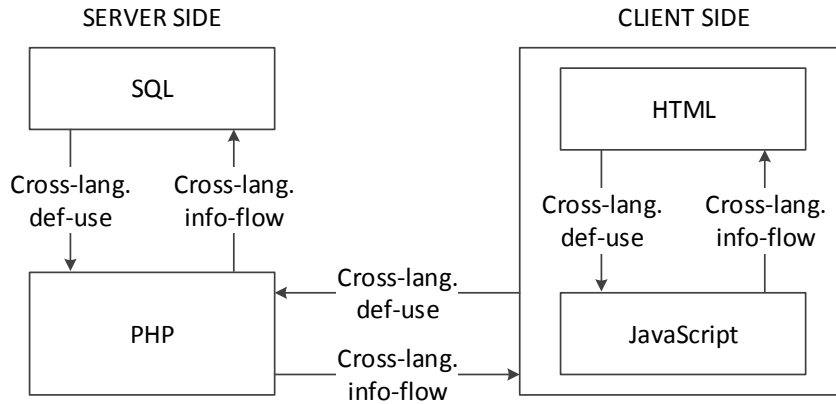 SERVER SIDE
CLIENT SIDE
SQL
HTML
Cross-lang.
def-use
Cross-lang.
info-flow
Cross-lang.
def-use
Cross-lang.
info-flow
PHP
Cross-lang.
def-use
Cross-lang.
info-flow
JavaScript